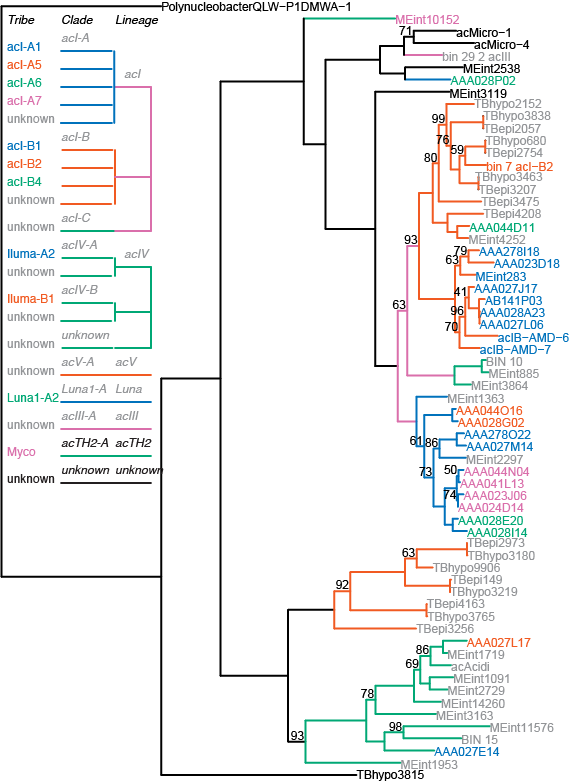 PolynucleobacterQLW-P1DMWA-1
Tribe Clade Lineage
acI-A
acI-A1
acI-A5
acI-A6 acI
acI-A7
unknown
acI-B
acI-B1
acI-B2
acI-B4
unknown
acI-C
unknown
acIV-A acIV
Iluma-A2
unknown
acIV-B
Iluma-B1
unknown
unknown
acV-A acV
unknown
Luna1-A Luna
Luna1-A2
acIII-A acIII
unknown
acTH2-A acTH2
Myco
unknown unknown
unknown
MEint10152
71
acMicro-1
acMicro-4
bin 29 2 acIII
MEint2538
AAA028P02
MEint3119
TBhypo2152
99
TBhypo3838
TBepi2057
76
TBhypo680
59
TBepi2754
80
bin 7 acI-B2
TBhypo3463
TBepi3207
TBepi3475
TBepi4208
AAA044D11
93
MEint4252
79
AAA278I18
63
AAA023D18
MEint283
41
AAA027J17
AB141P03
63
96
AAA028A23
70
AAA027L06
acIB-AMD-6
acIB-AMD-7
BIN 10
MEint885
MEint3864
MEint1363
AAA044O16
AAA028G02
61
86
AAA278O22
AAA027M14
MEint2297
73
50
AAA044N04
AAA041L13
74
AAA023J06
AAA024D14
AAA028E20
AAA028I14
TBepi2973
63
TBhypo3180
TBhypo9906
92
TBepi149
TBhypo3219
TBepi4163
TBhypo3765
TBepi3256
AAA027L17
86
MEint1719
69
acAcidi
MEint1091
78
MEint2729
MEint14260
MEint3163
98
MEint11576
93
BIN 15
AAA027E14
MEint1953
TBhypo3815